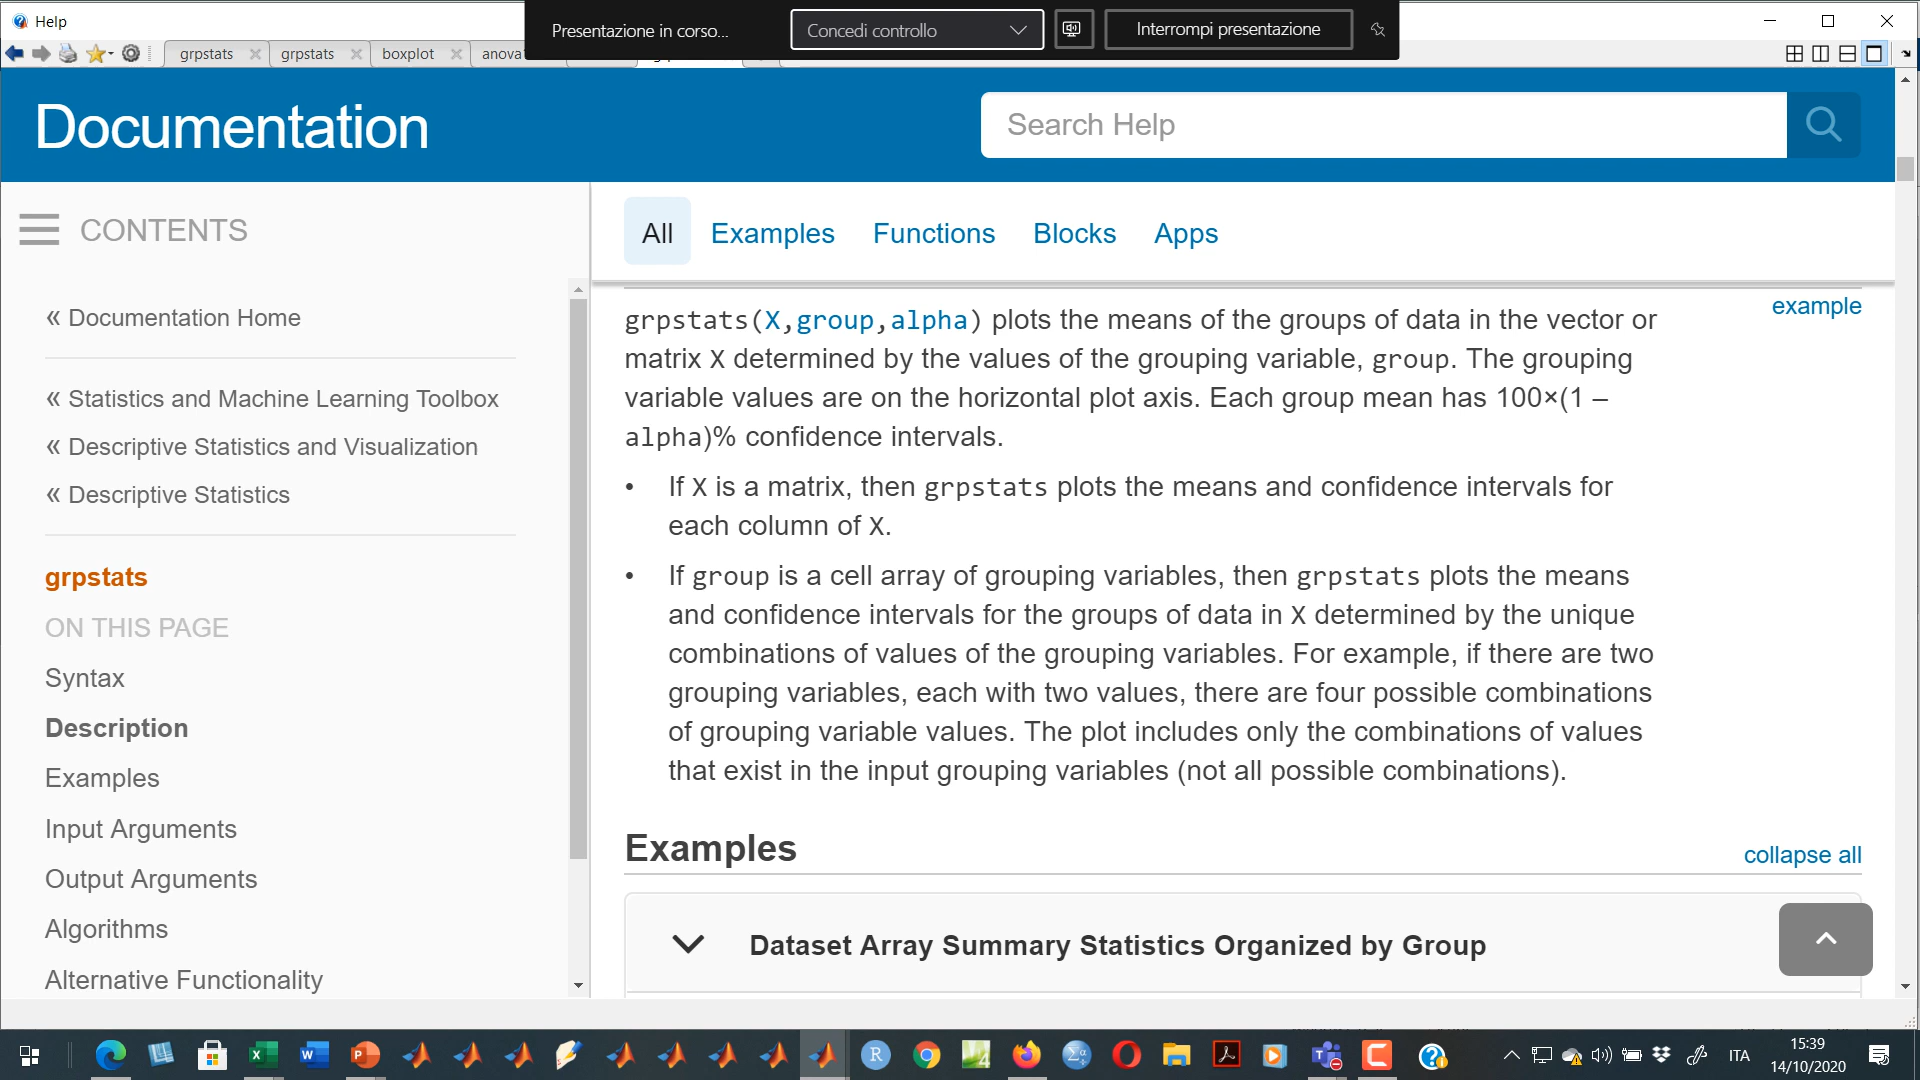 Help
Presentazione in corso...
Concedi controllo
Interrompi presentazione
grpstats
grpstats
boxplot
anova
Documentation
Search Help
CONTENTS
All
Examples
Functions
Blocks
Apps
« Documentation Home
« Statistics and Machine Learning Toolbox
« Descriptive Statistics and Visualization
« Descriptive Statistics
grpstats
ON THIS PAGE
Syntax
Description
Examples
Input Arguments
Output Arguments
Algorithms
Alternative Functionality
example
grpstats(X,group,alpha) plots the means of the groups of data in the vector or
matrix X determined by the values of the grouping variable, group. The grouping
variable values are on the horizontal plot axis. Each group mean has 100×(1 –
alpha)% confidence intervals.
• If X is a matrix, then grpstats plots the means and confidence intervals for
each column of X.
• If group is a cell array of grouping variables, then grpstats plots the means
and confidence intervals for the groups of data in X determined by the unique
combinations of values of the grouping variables. For example, if there are two
grouping variables, each with two values, there are four possible combinations
of grouping variable values. The plot includes only the combinations of values
that exist in the input grouping variables (not all possible combinations).
Examples
collapse all
Dataset Array Summary Statistics Organized by Group
ITA
15:39
14/10/2020